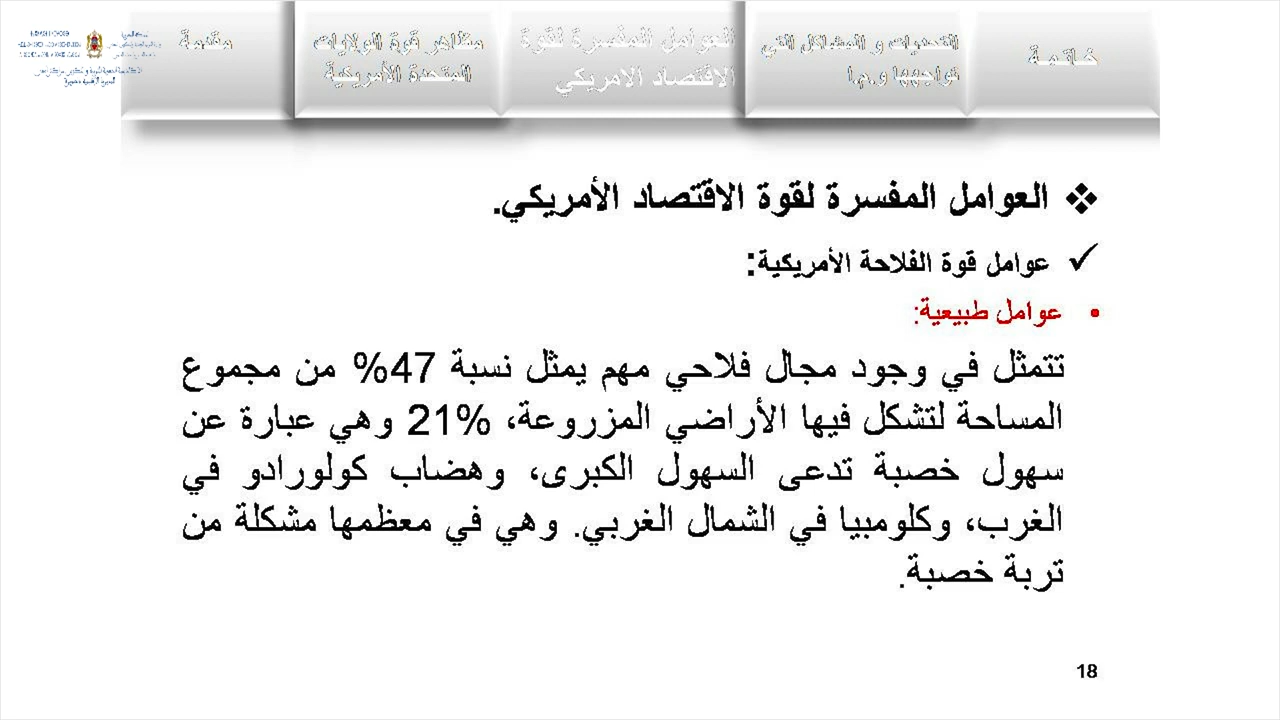 مقدمة
مظاهر قوة الولايات
المتحدة الأمريكية
العوامل المفسرة لقوة
الاقتصاد الامريكي
التحديات و المشاكل التي
تواجهها و.م.ا
خـاتـمـة
❖ العوامل المفسرة لقوة الاقتصاد الأمريكي.
✓ عوامل قوة الفلاحة الأمريكية:
• عوامل طبيعية:
تتمثل في وجود مجال فلاحي مهم يمثل نسبة 47% من مجموع
المساحة لتشكل فيها الأراضي المزروعة، 21% وهي عبارة عن
سهول خصبة تدعى السهول الكبرى، وهضاب كولورادو في
الغرب، وكلومبيا في الشمال الغربي. وهي في معظمها مشكلة من
تربة خصبة.
18